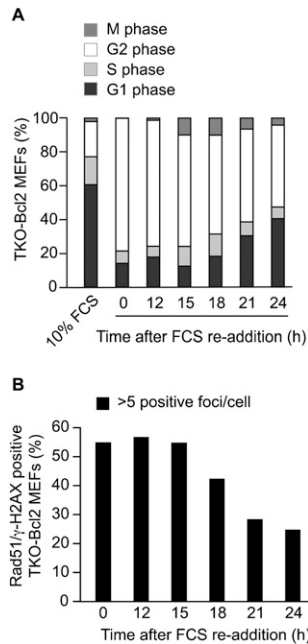 A
M phase
G2 phase
S phase
G1 phase
TKO-Bcl2 MEFs (%)
100
80
60
40
20
0
10% FCS
0 12 15 18 21 24
Time after FCS re-addition (h)
B
>5 positive foci/cell
Rad51/γ-H2AX positive
TKO-Bcl2 MEFs (%)
60
50
40
30
20
10
0
0 12 15 18 21 24
Time after FCS re-addition (h)